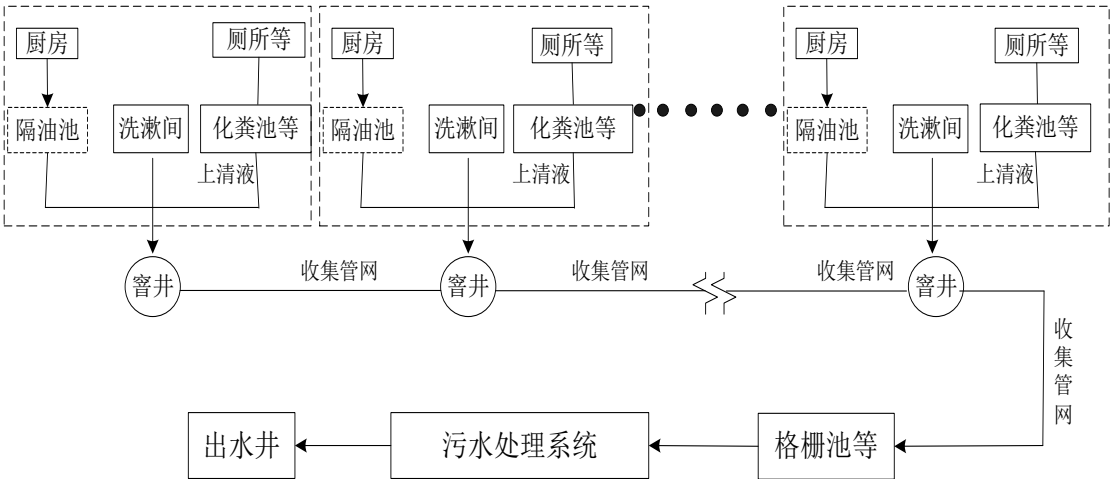 厨房
厕所等
厨房
厕所等
厨房
厕所等
隔油池
洗漱间
化粪池等
隔油池
洗漱间
化粪池等
隔油池
洗漱间
化粪池等
上清液
上清液
上清液
窨井
收集管网
窨井
收集管网
收集管网
窨井
收集管网
出水井
污水处理系统
格栅池等